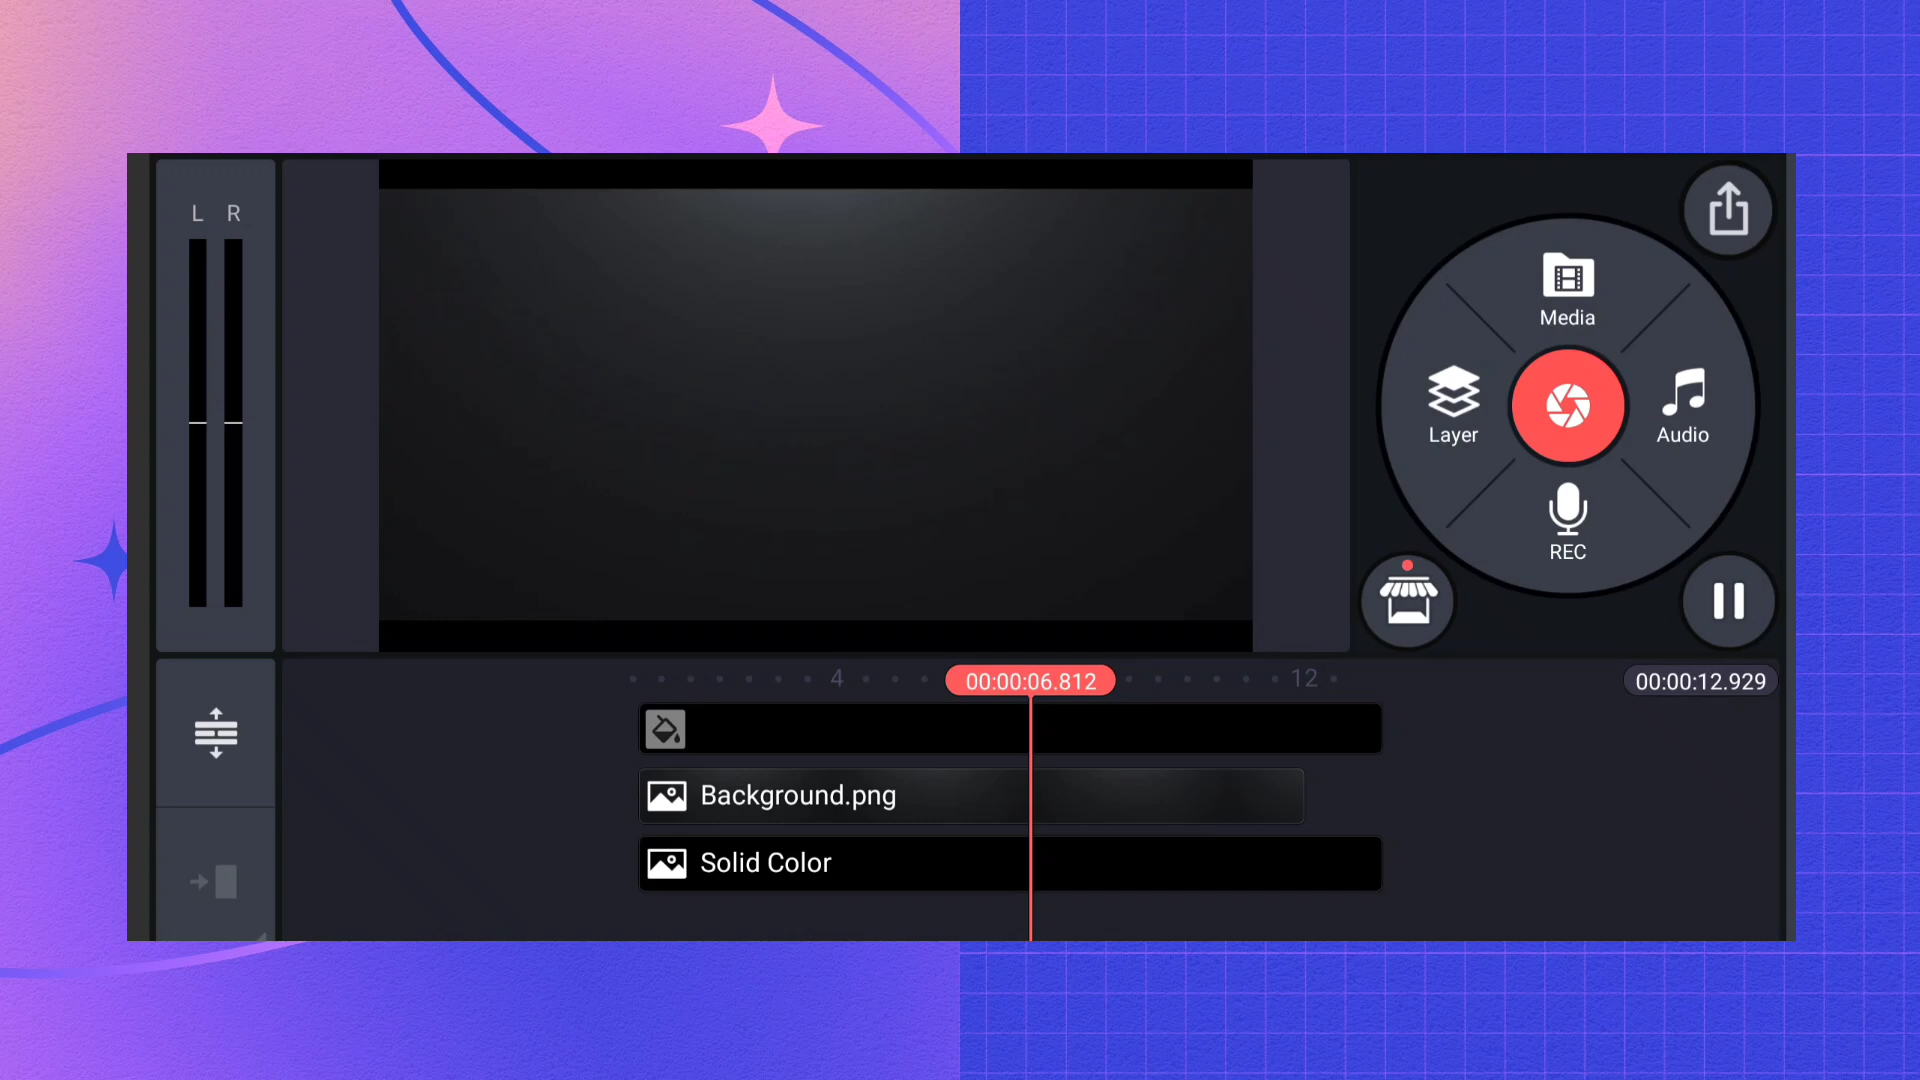 L R
Media
Layer
Audio
REC
4
00:00:06.812
12
00:00:12.929
Background.png
Solid Color